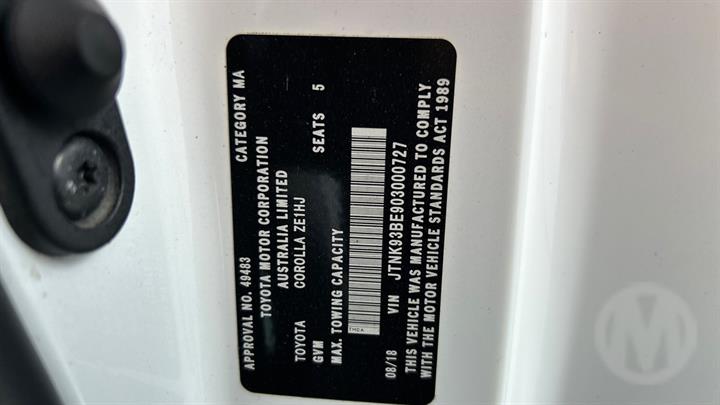 APPROVAL NO. 49483 CATEGORY MA
TOYOTA MOTOR CORPORATION
AUSTRALIA LIMITED
TOYOTA COROLLA ZE1HJ
GVM SEATS 5
MAX. TOWING CAPACITY
TMCA
08/18 VIN JTNK93BE903000727
THIS VEHICLE WAS MANUFACTURED TO COMPLY
WITH THE MOTOR VEHICLE STANDARDS ACT 1989
M